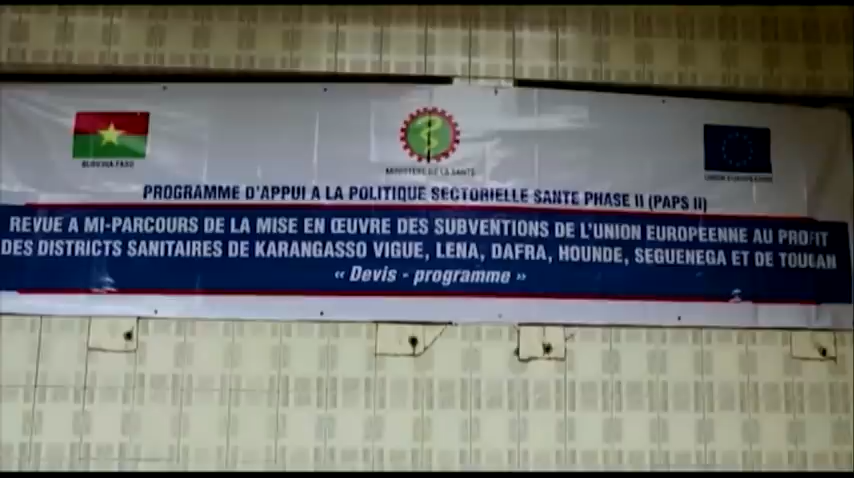 BURKINA FASO
MINISTERE DE LA SANTE
UNION EUROPEENNE
PROGRAMME D'APPUI A LA POLITIQUE SECTORIELLE SANTE PHASE II (PAPS II)
REVUE A MI-PARCOURS DE LA MISE EN ŒUVRE DES SUBVENTIONS DE L'UNION EUROPEENNE AU PROFIT
DES DISTRICTS SANITAIRES DE KARANGASSO VIGUE, LENA, DAFRA, HOUNDE, SEGUENEGA ET DE TOUGAN
« Devis - programme »